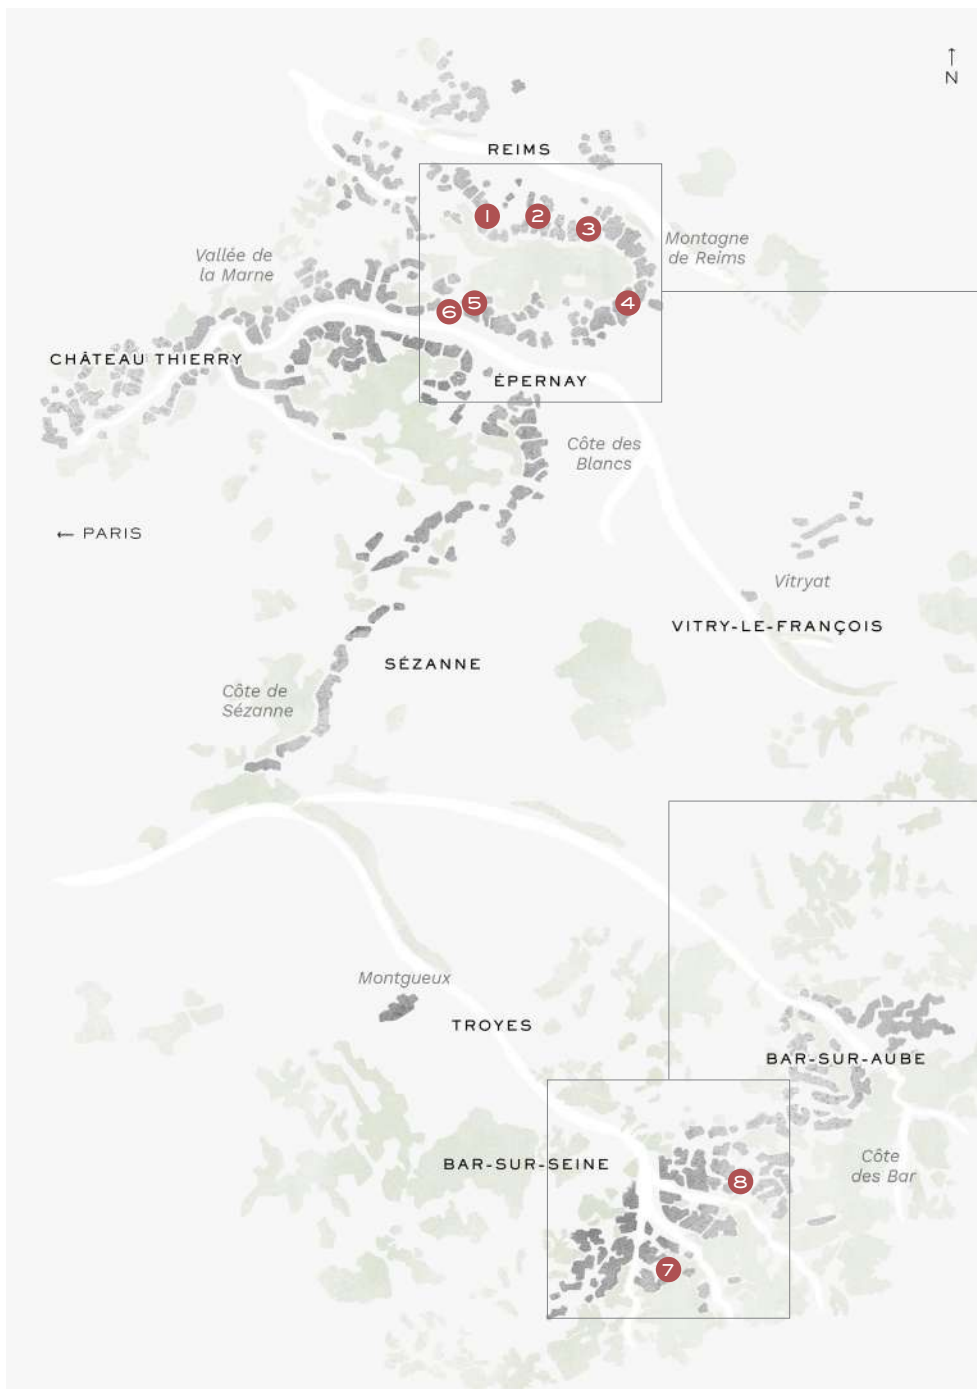 ↑
N
REIMS
1
2
3
Montagne
de Reims
Vallée de
la Marne
4
5
6
CHÂTEAU THIERRY
ÉPERNAY
Côte des
Blancs
← PARIS
Vitryat
VITRY-LE-FRANÇOIS
SÉZANNE
Côte de
Sézanne
Montgueux
TROYES
BAR-SUR-AUBE
BAR-SUR-SEINE
Côte
des Bar
8
7